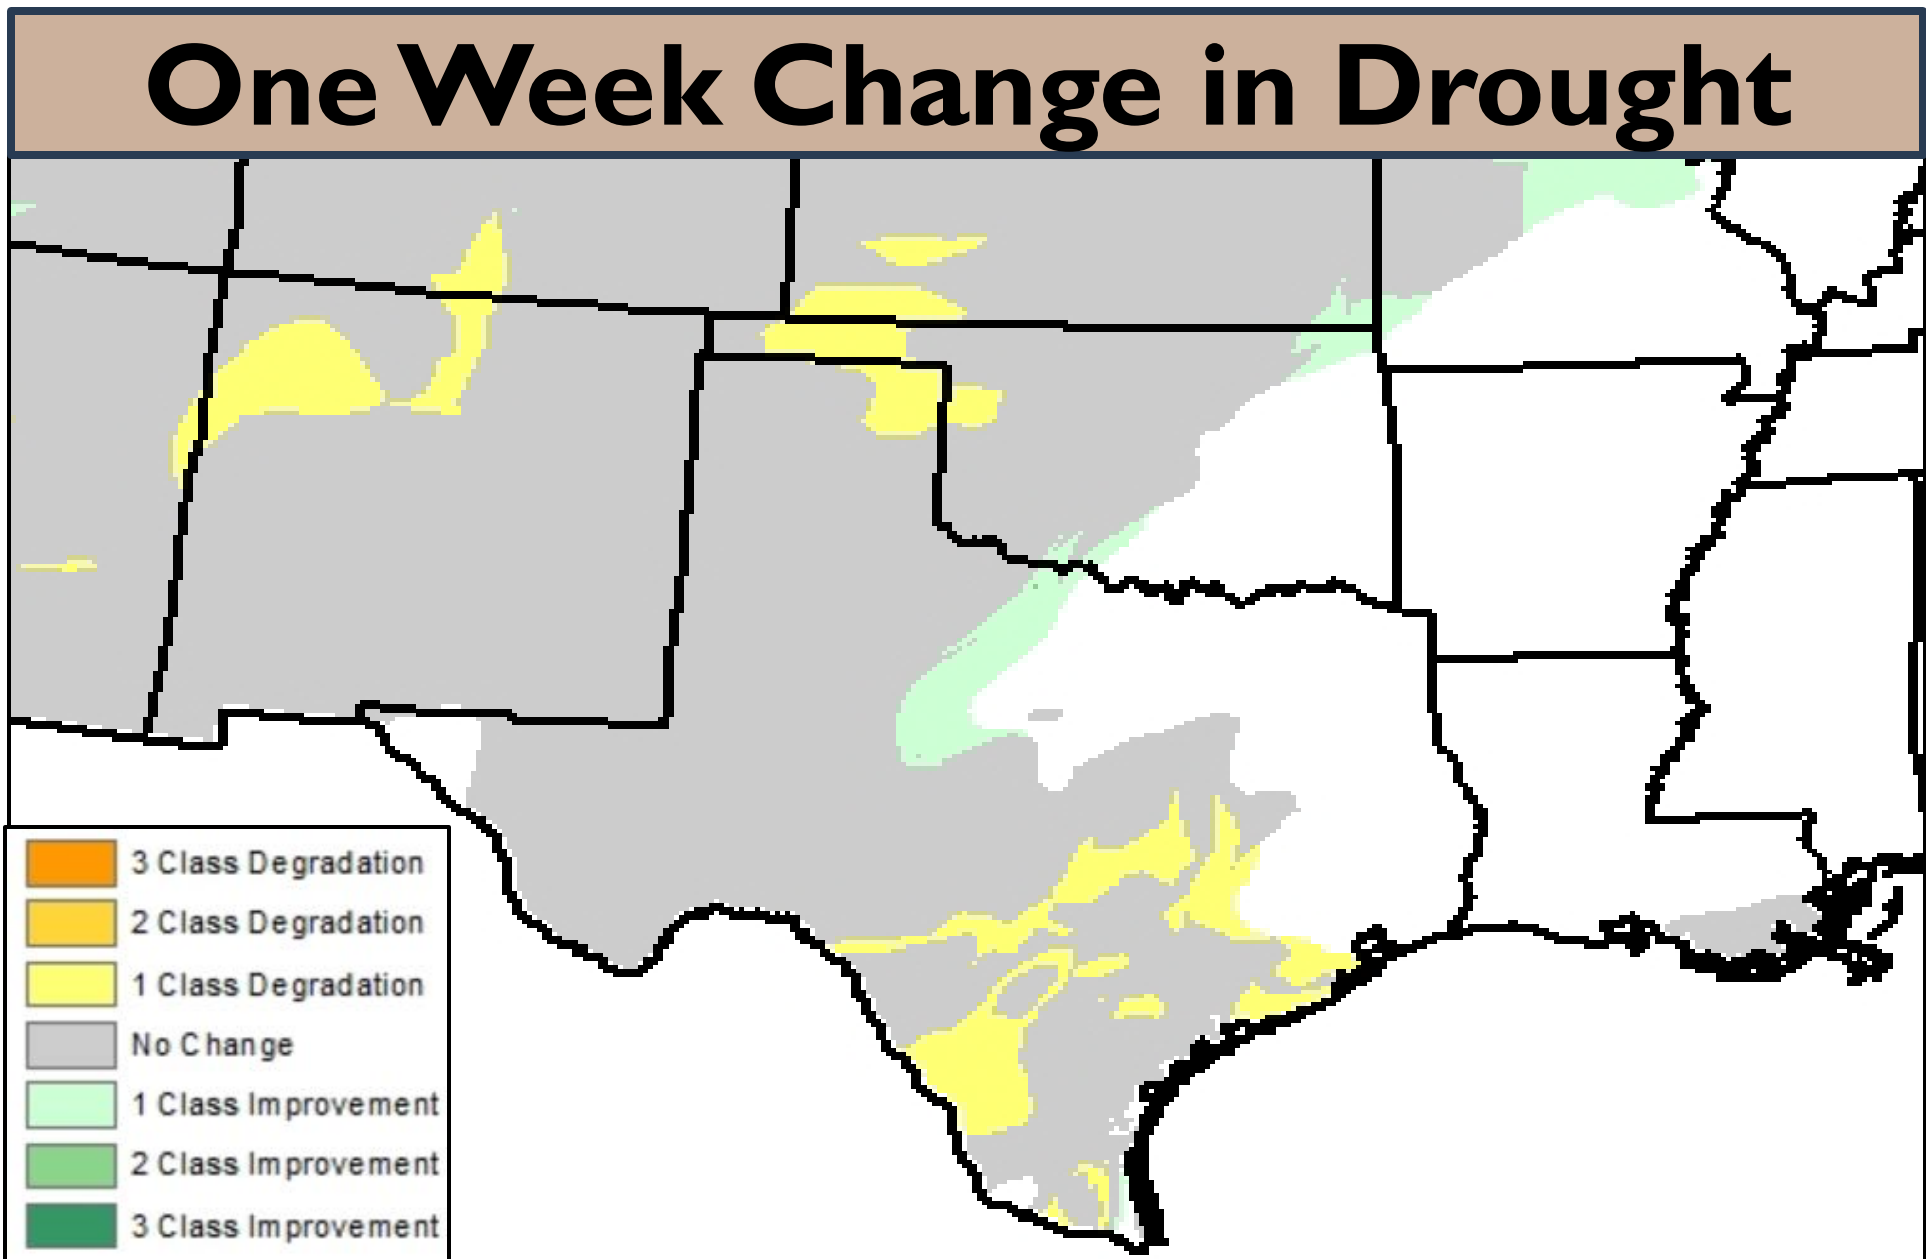 One Week Change in Drought
3 Class Degradation
2 Class Degradation
1 Class Degradation
No Change
1 Class Improvement
2 Class Improvement
3 Class Improvement